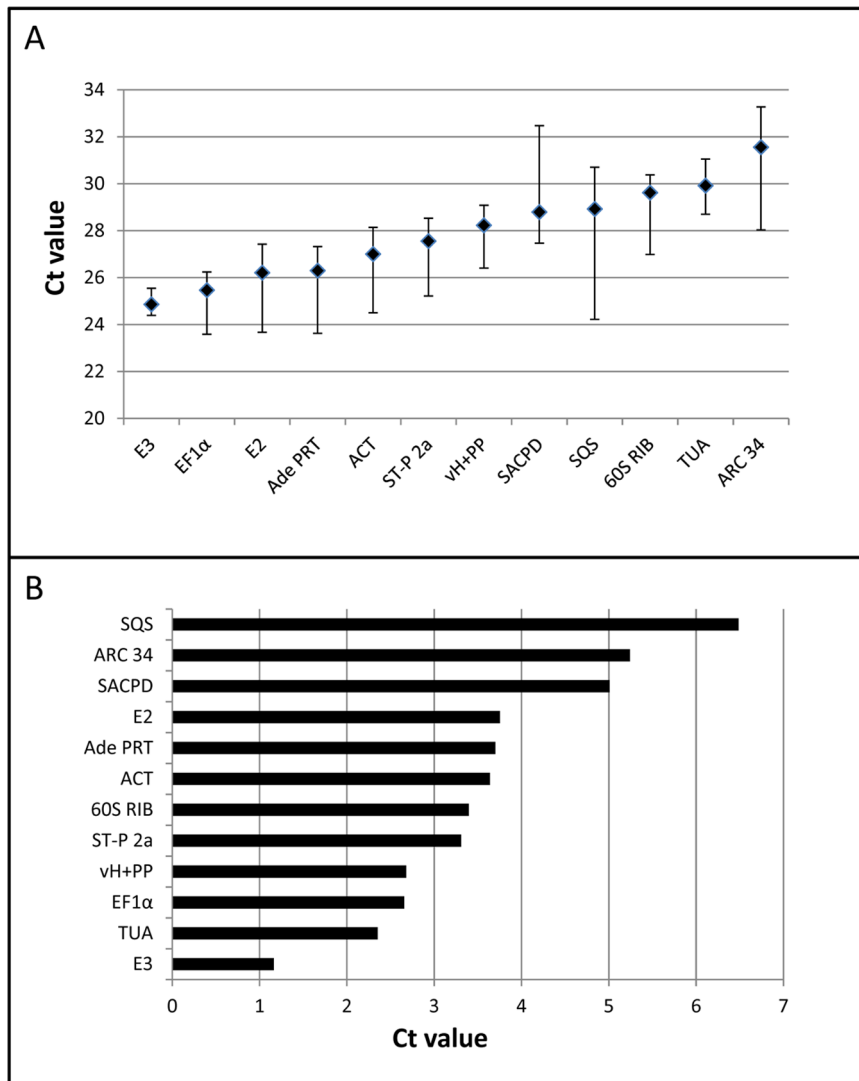 A
34
32
30
28
26
24
22
20
Ct value
E3 EF1α E2 Ade PRT ACT ST-P 2a vH+PP SACPD SQS 60S RIB TUA ARC 34
B
SQS
ARC 34
SACPD
E2
Ade PRT
ACT
60S RIB
ST-P 2a
vH+PP
EF1α
TUA
E3
0 1 2 3 4 5 6 7
Ct value